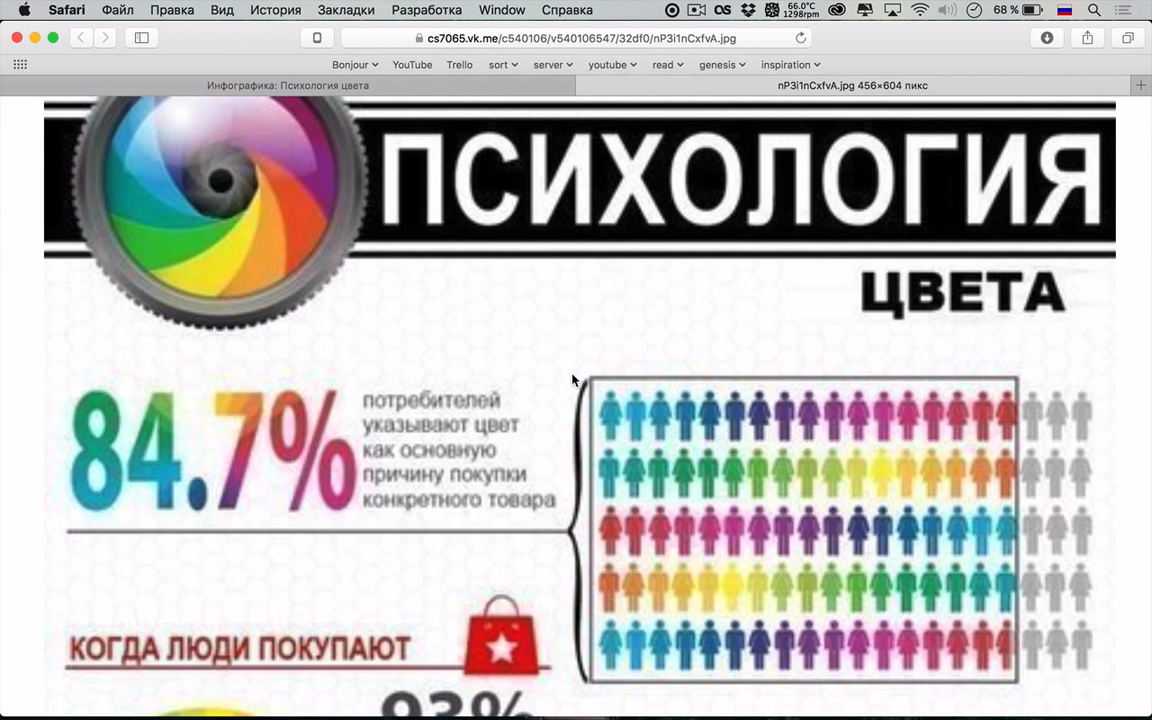 Safari Файл Правка Вид История Закладки Разработка Window Справка 66.0°C 1298rpm 68 %
cs7065.vk.me/c540106/v540106547/32df0/nP3i1nCxfvA.jpg
Bonjour YouTube Trello sort server youtube read genesis inspiration
Инфографика: Психология цвета nP3i1nCxfvA.jpg 456×604 пикс
ПСИХОЛОГИЯ
ЦВЕТА
84.7%
потребителей
указывают цвет
как основную
причину покупки
конкретного товара
КОГДА ЛЮДИ ПОКУПАЮТ
93%